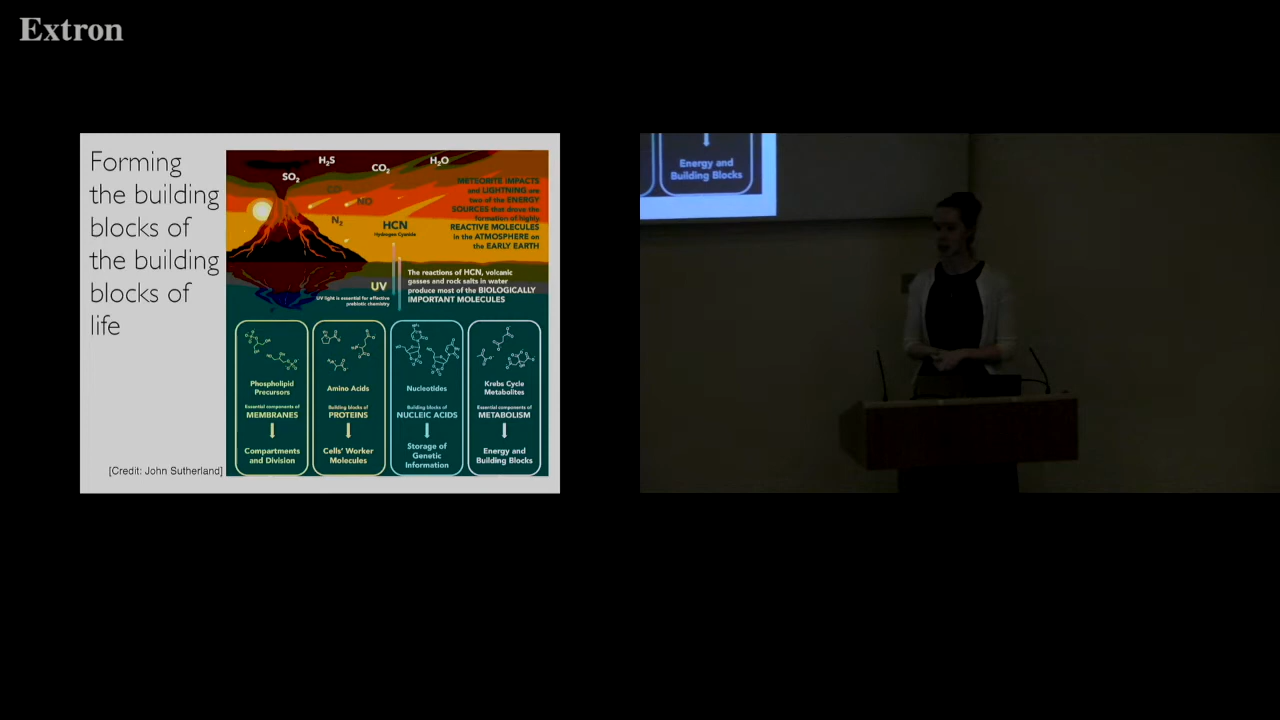 Extron
Forming
the building
blocks of
the building
blocks of
life
[Credit: John Sutherland]
H₂S
CO₂
H₂O
SO₂
CO
NO
N₂
HCN
Hydrogen Cyanide
METEORITE IMPACTS
and LIGHTNING are
two of the ENERGY
SOURCES that drove the
formation of highly
REACTIVE MOLECULES
in the ATMOSPHERE on
the EARLY EARTH
UV
UV light is essential for effective
prebiotic chemistry
The reactions of HCN, volcanic
gasses and rock salts in water
produce most of the BIOLOGICALLY
IMPORTANT MOLECULES
Phospholipid
Precursors
Essential components of
MEMBRANES
Compartments
and Division
Amino Acids
Building blocks of
PROTEINS
Cells' Worker
Molecules
Nucleotides
Building blocks of
NUCLEIC ACIDS
Storage of
Genetic
Information
Krebs Cycle
Metabolites
Essential components of
METABOLISM
Energy and
Building Blocks
Energy and
Building Blocks